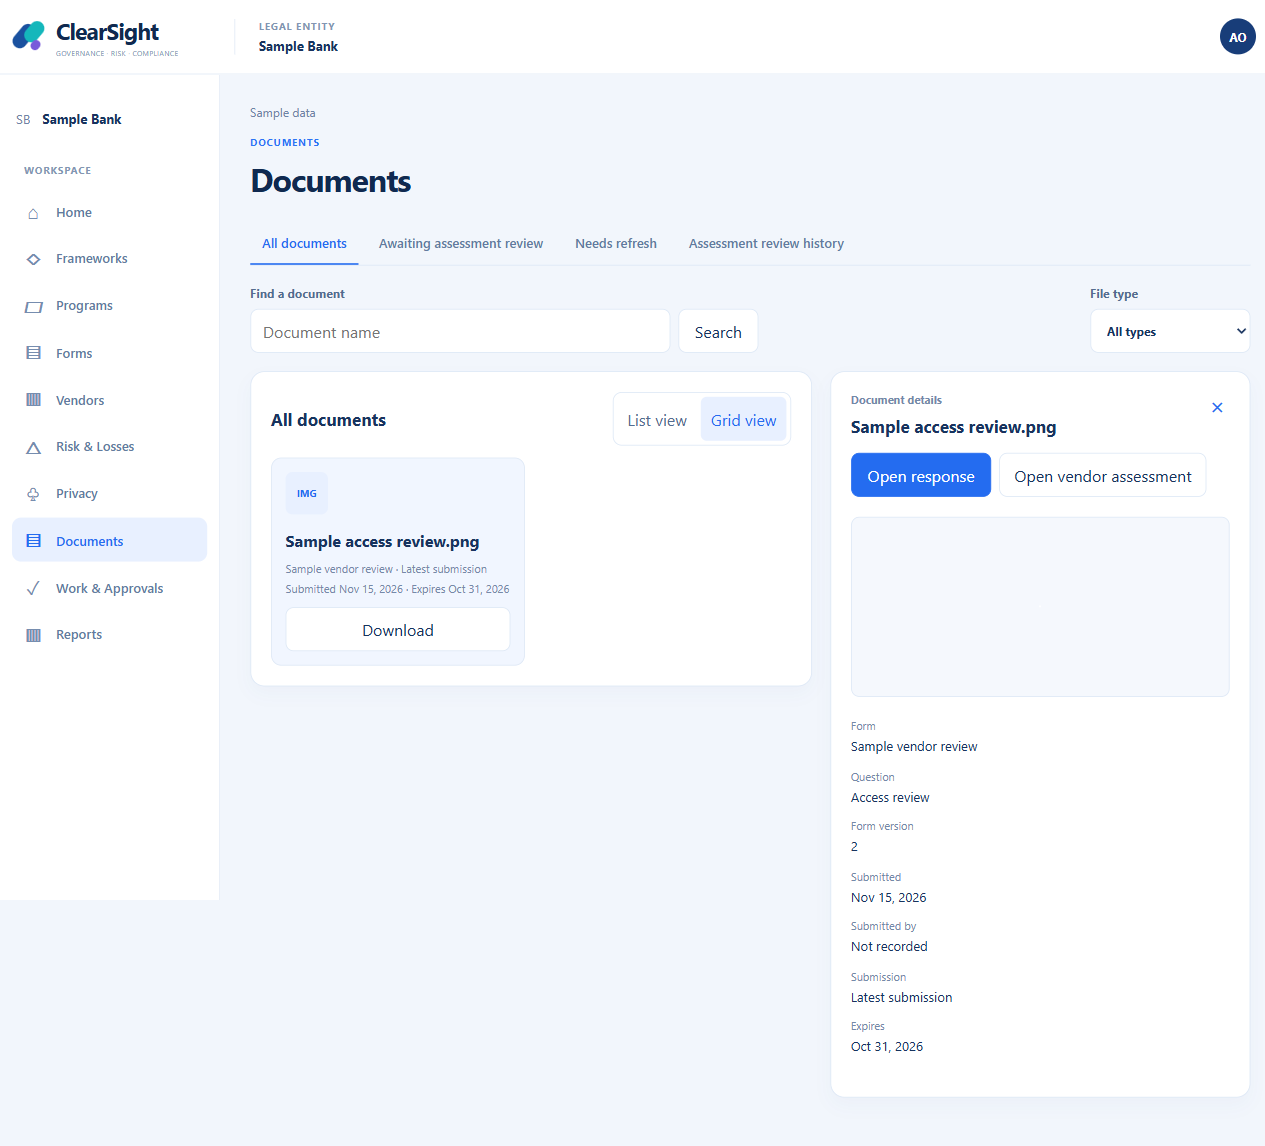 ClearSight
GOVERNANCE · RISK · COMPLIANCE
LEGAL ENTITY
Sample Bank
AO
SB Sample Bank
WORKSPACE
Home
Frameworks
Programs
Forms
Vendors
Risk & Losses
Privacy
Documents
Work & Approvals
Reports
Sample data
DOCUMENTS
Documents
All documents
Awaiting assessment review
Needs refresh
Assessment review history
Find a document
Document name
Search
File type
All types
All documents
List view
Grid view
IMG
Sample access review.png
Sample vendor review · Latest submission
Submitted Nov 15, 2026 · Expires Oct 31, 2026
Download
Document details
Sample access review.png
Open response
Open vendor assessment
Form
Sample vendor review
Question
Access review
Form version
2
Submitted
Nov 15, 2026
Submitted by
Not recorded
Submission
Latest submission
Expires
Oct 31, 2026